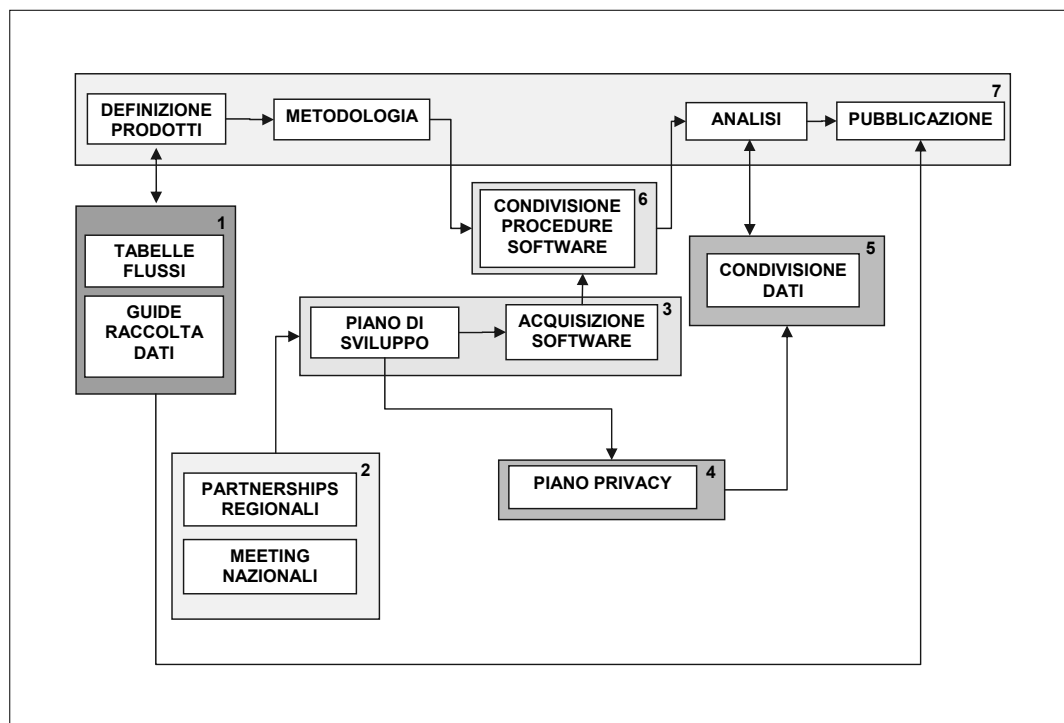 7
DEFINIZIONE
PRODOTTI
METODOLOGIA
ANALISI
PUBBLICAZIONE
1
TABELLE
FLUSSI
GUIDE
RACCOLTA
DATI
6
CONDIVISIONE
PROCEDURE
SOFTWARE
5
CONDIVISIONE
DATI
3
PIANO DI
SVILUPPO
ACQUISIZIONE
SOFTWARE
2
PARTNERSHIPS
REGIONALI
MEETING
NAZIONALI
4
PIANO PRIVACY